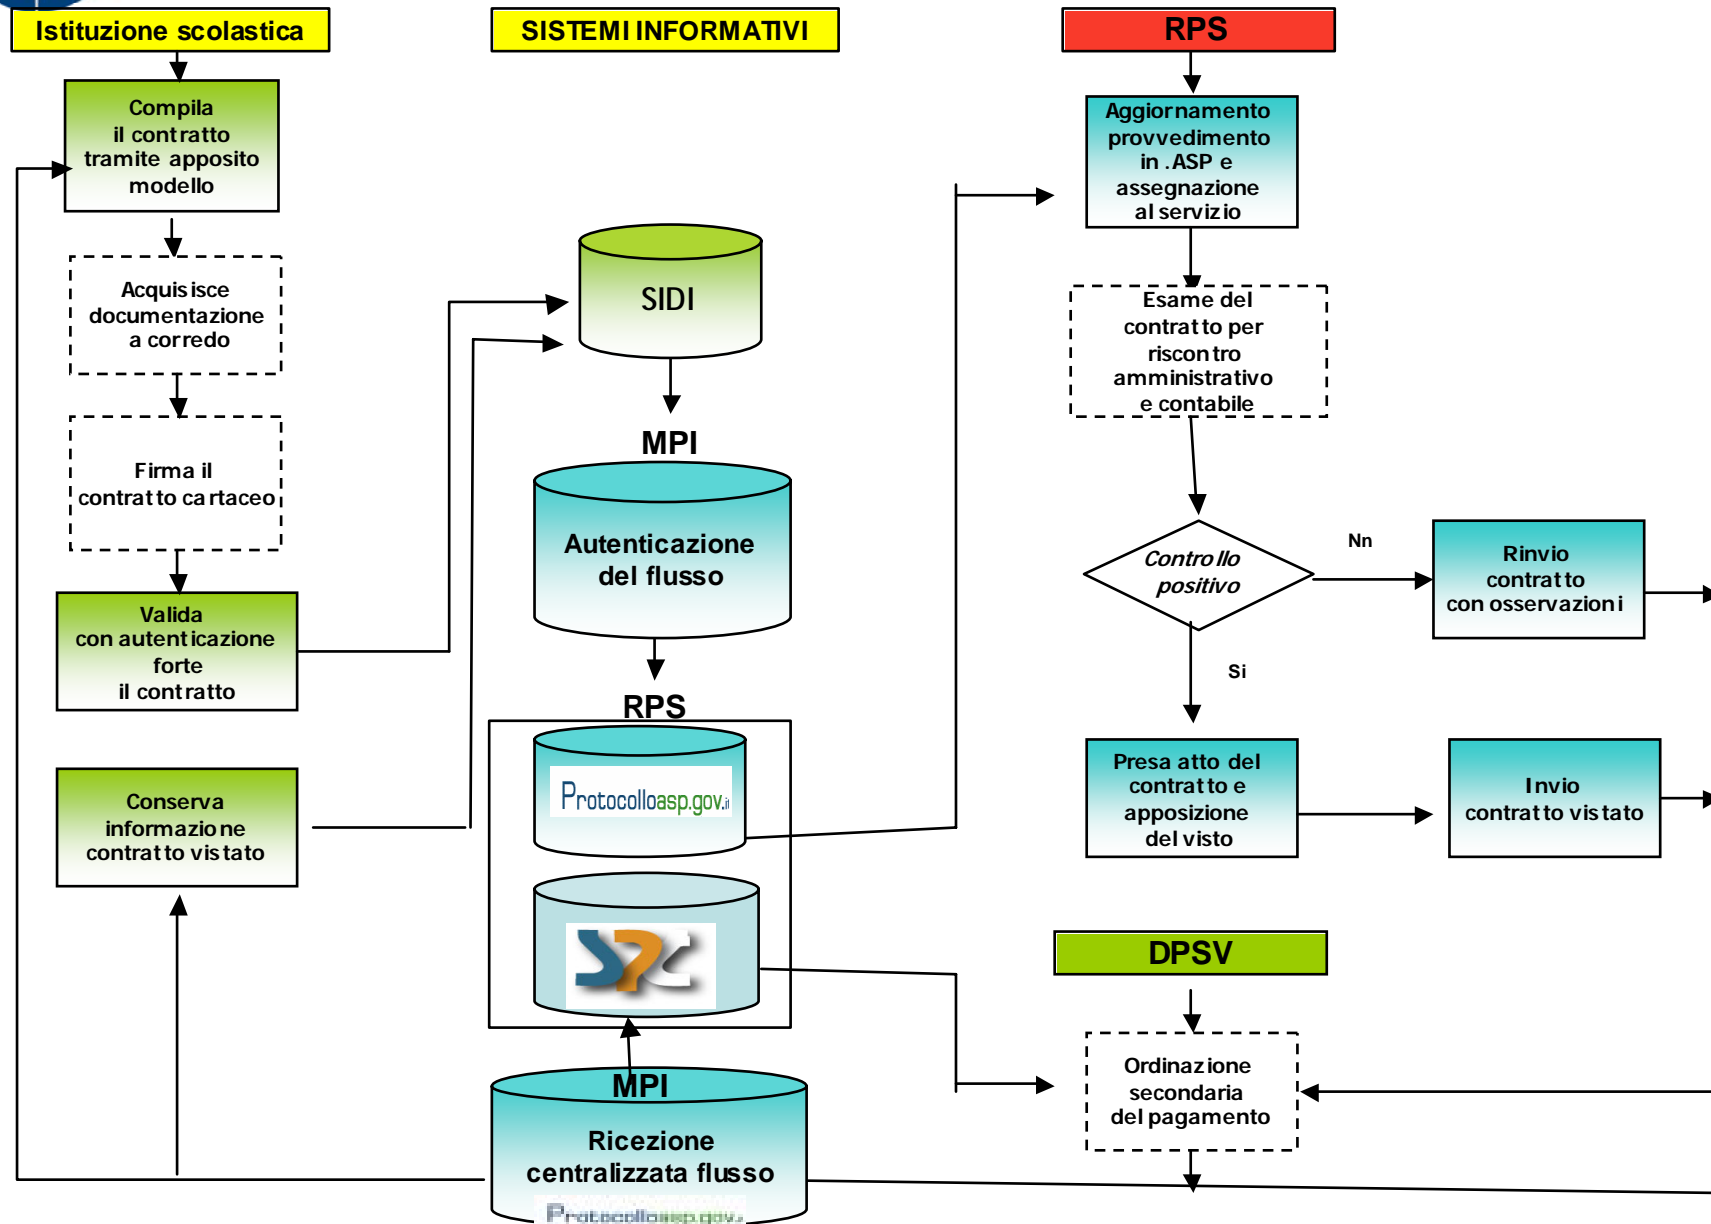 Istituzione scolastica
Compila
il contratto
tramite apposito
modello
Acquisisce
documentazione
a corredo
Firma il
contratto cartaceo
Valida
con autenticazione
forte
il contratto
Conserva
informazione
contratto vistato
SISTEMI INFORMATIVI
SIDI
MPI
Autenticazione
del flusso
RPS
Protocolloasp.gov.it
SPC
MPI
Ricezione
centralizzata flusso
Protocolloasp.gov.it
RPS
Aggiornamento
provvedimento
in .ASP e
assegnazione
al servizio
Esame del
contratto per
riscontro
amministrativo
e contabile
Controllo
positivo
Nn
Rinvio
contratto
con osservazioni
Si
Presa atto del
contratto e
apposizione
del visto
Invio
contratto vistato
DPSV
Ordinazione
secondaria
del pagamento